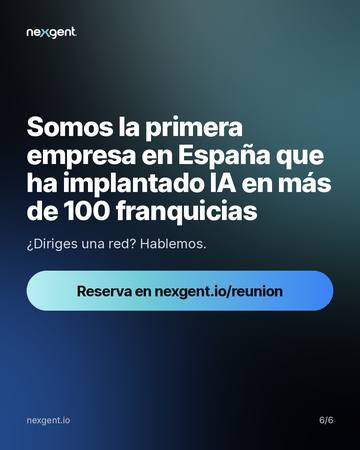 nexgent
Somos la primera
empresa en España que
ha implantado IA en más
de 100 franquicias
¿Diriges una red? Hablemos.
Reserva en nexgent.io/reunion
nexgent.io
6/6